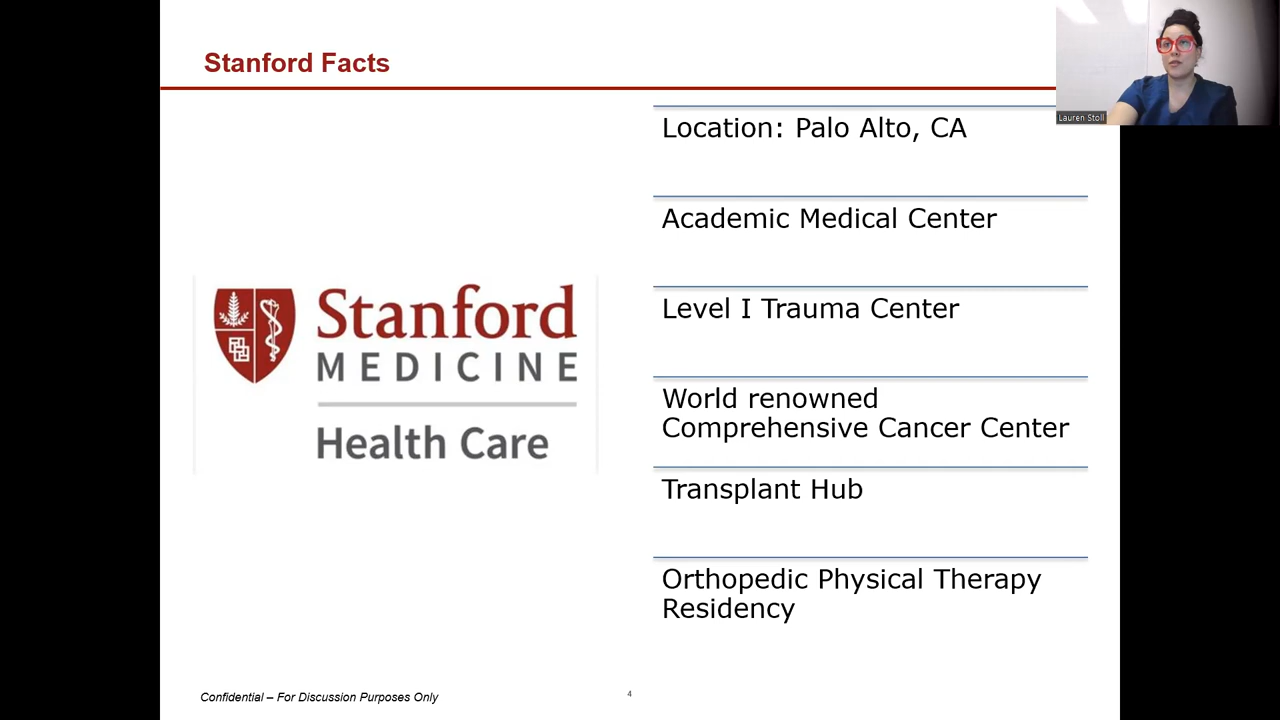 Stanford Facts
Lauren Stoll
Location: Palo Alto, CA
Academic Medical Center
Level I Trauma Center
World renowned
Comprehensive Cancer Center
Transplant Hub
Orthopedic Physical Therapy
Residency
Stanford
MEDICINE
Health Care
Confidential – For Discussion Purposes Only
4